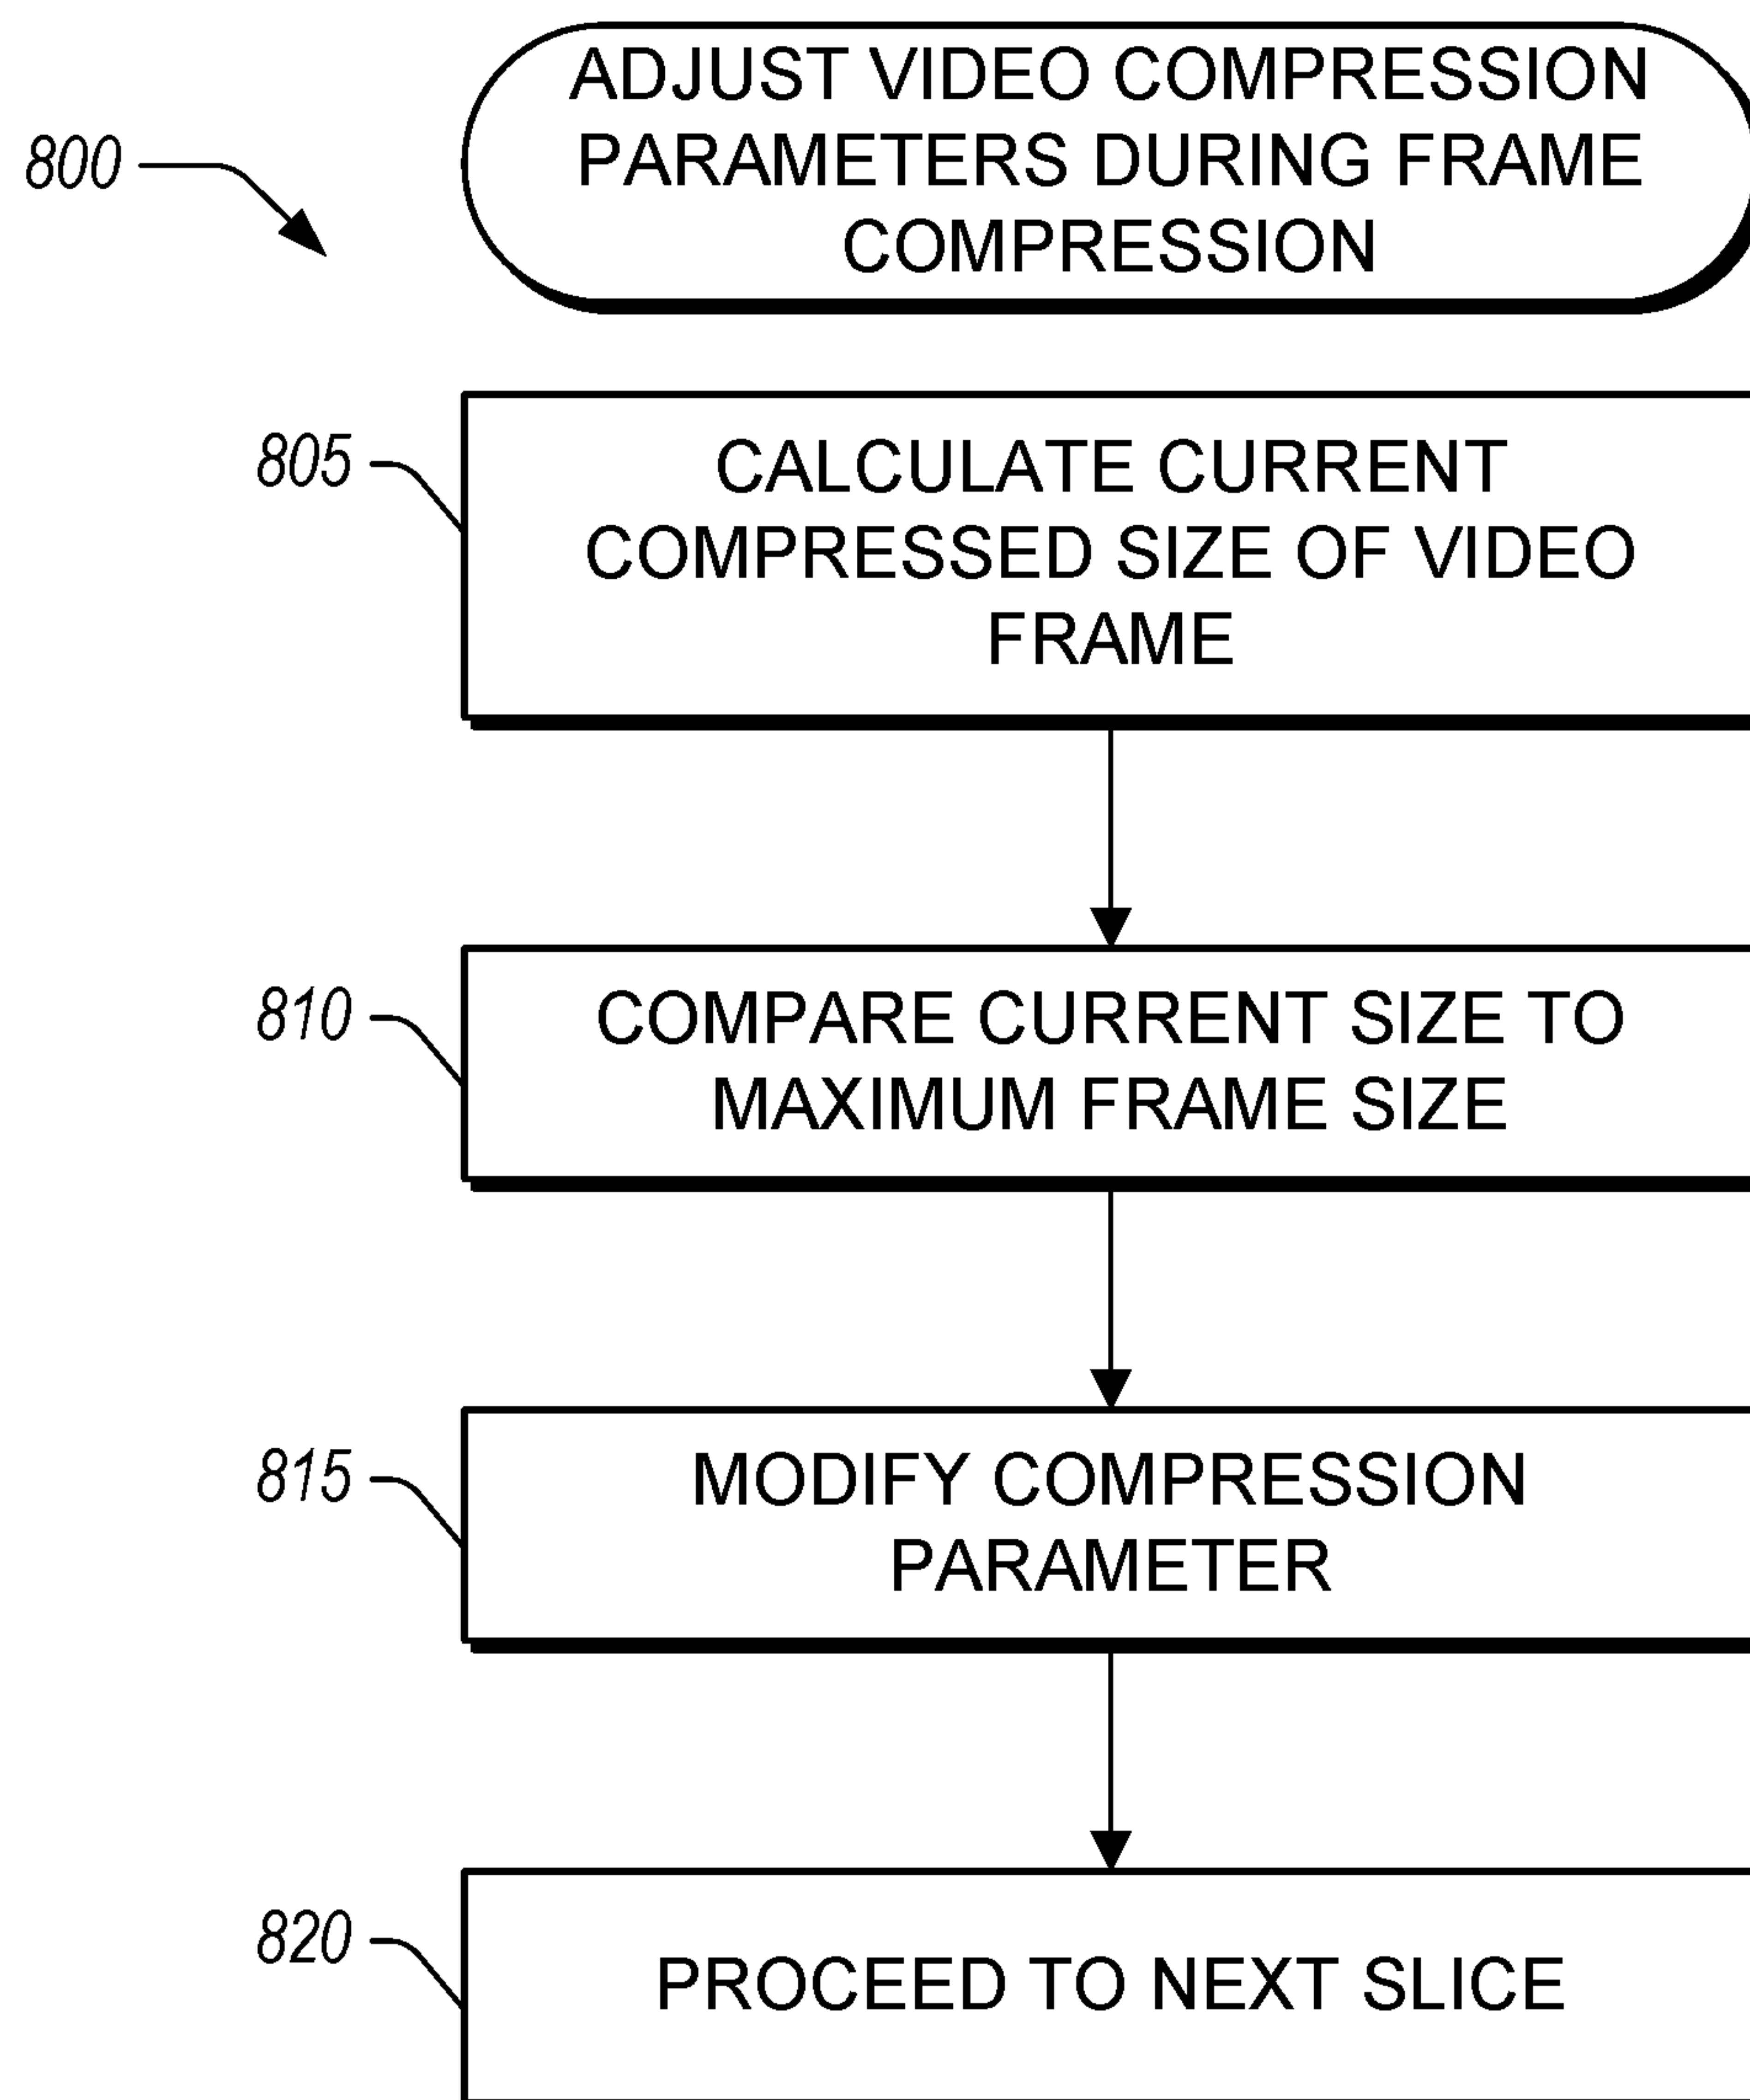 800
ADJUST VIDEO COMPRESSION
PARAMETERS DURING FRAME
COMPRESSION
805
CALCULATE CURRENT
COMPRESSED SIZE OF VIDEO
FRAME
810
COMPARE CURRENT SIZE TO
MAXIMUM FRAME SIZE
815
MODIFY COMPRESSION
PARAMETER
820
PROCEED TO NEXT SLICE